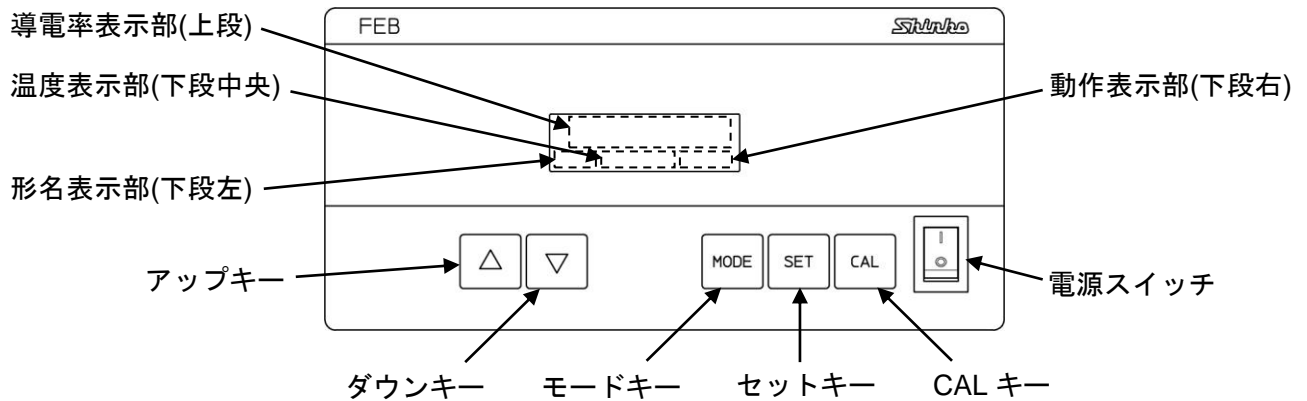 導電率表示部(上段)
FEB
Shinko
温度表示部(下段中央)
動作表示部(下段右)
形名表示部(下段左)
アップキー
△
▽
MODE
SET
CAL
I
○
電源スイッチ
ダウンキー
モードキー
セットキー
CAL キー